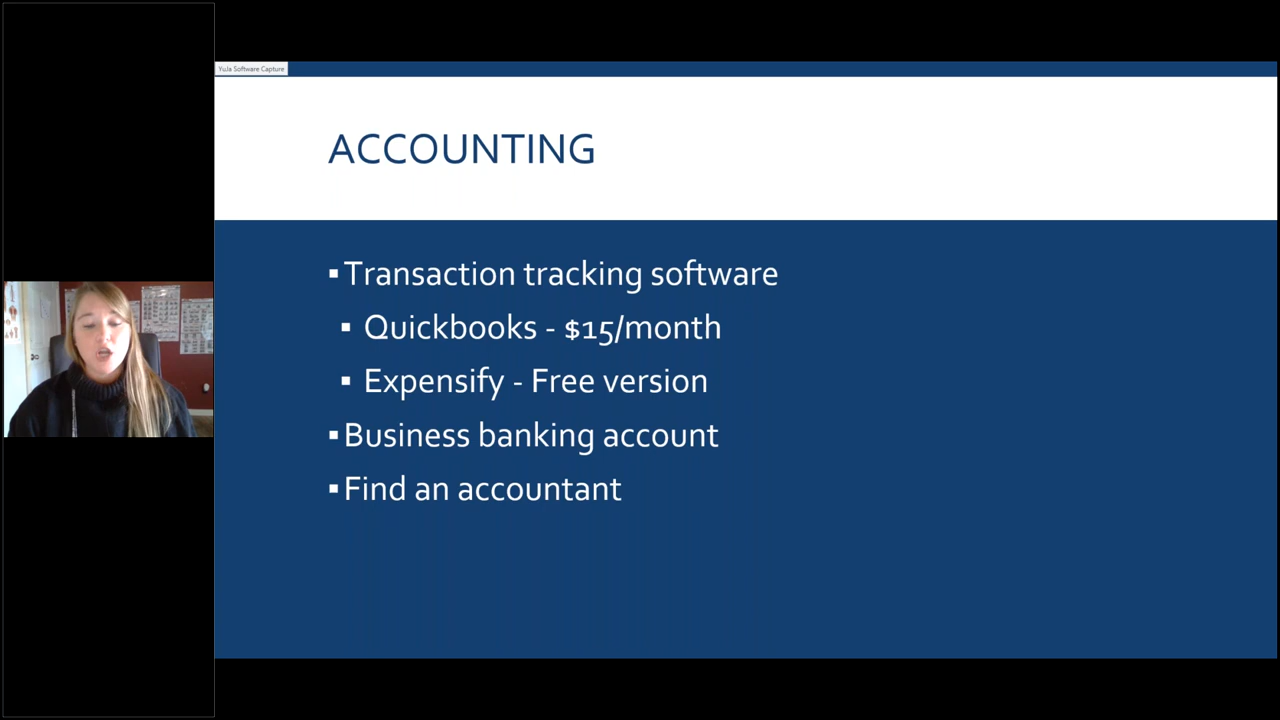 YuJa Software Capture
ACCOUNTING
▪Transaction tracking software
▪ Quickbooks - $15/month
▪ Expensify - Free version
▪Business banking account
▪Find an accountant